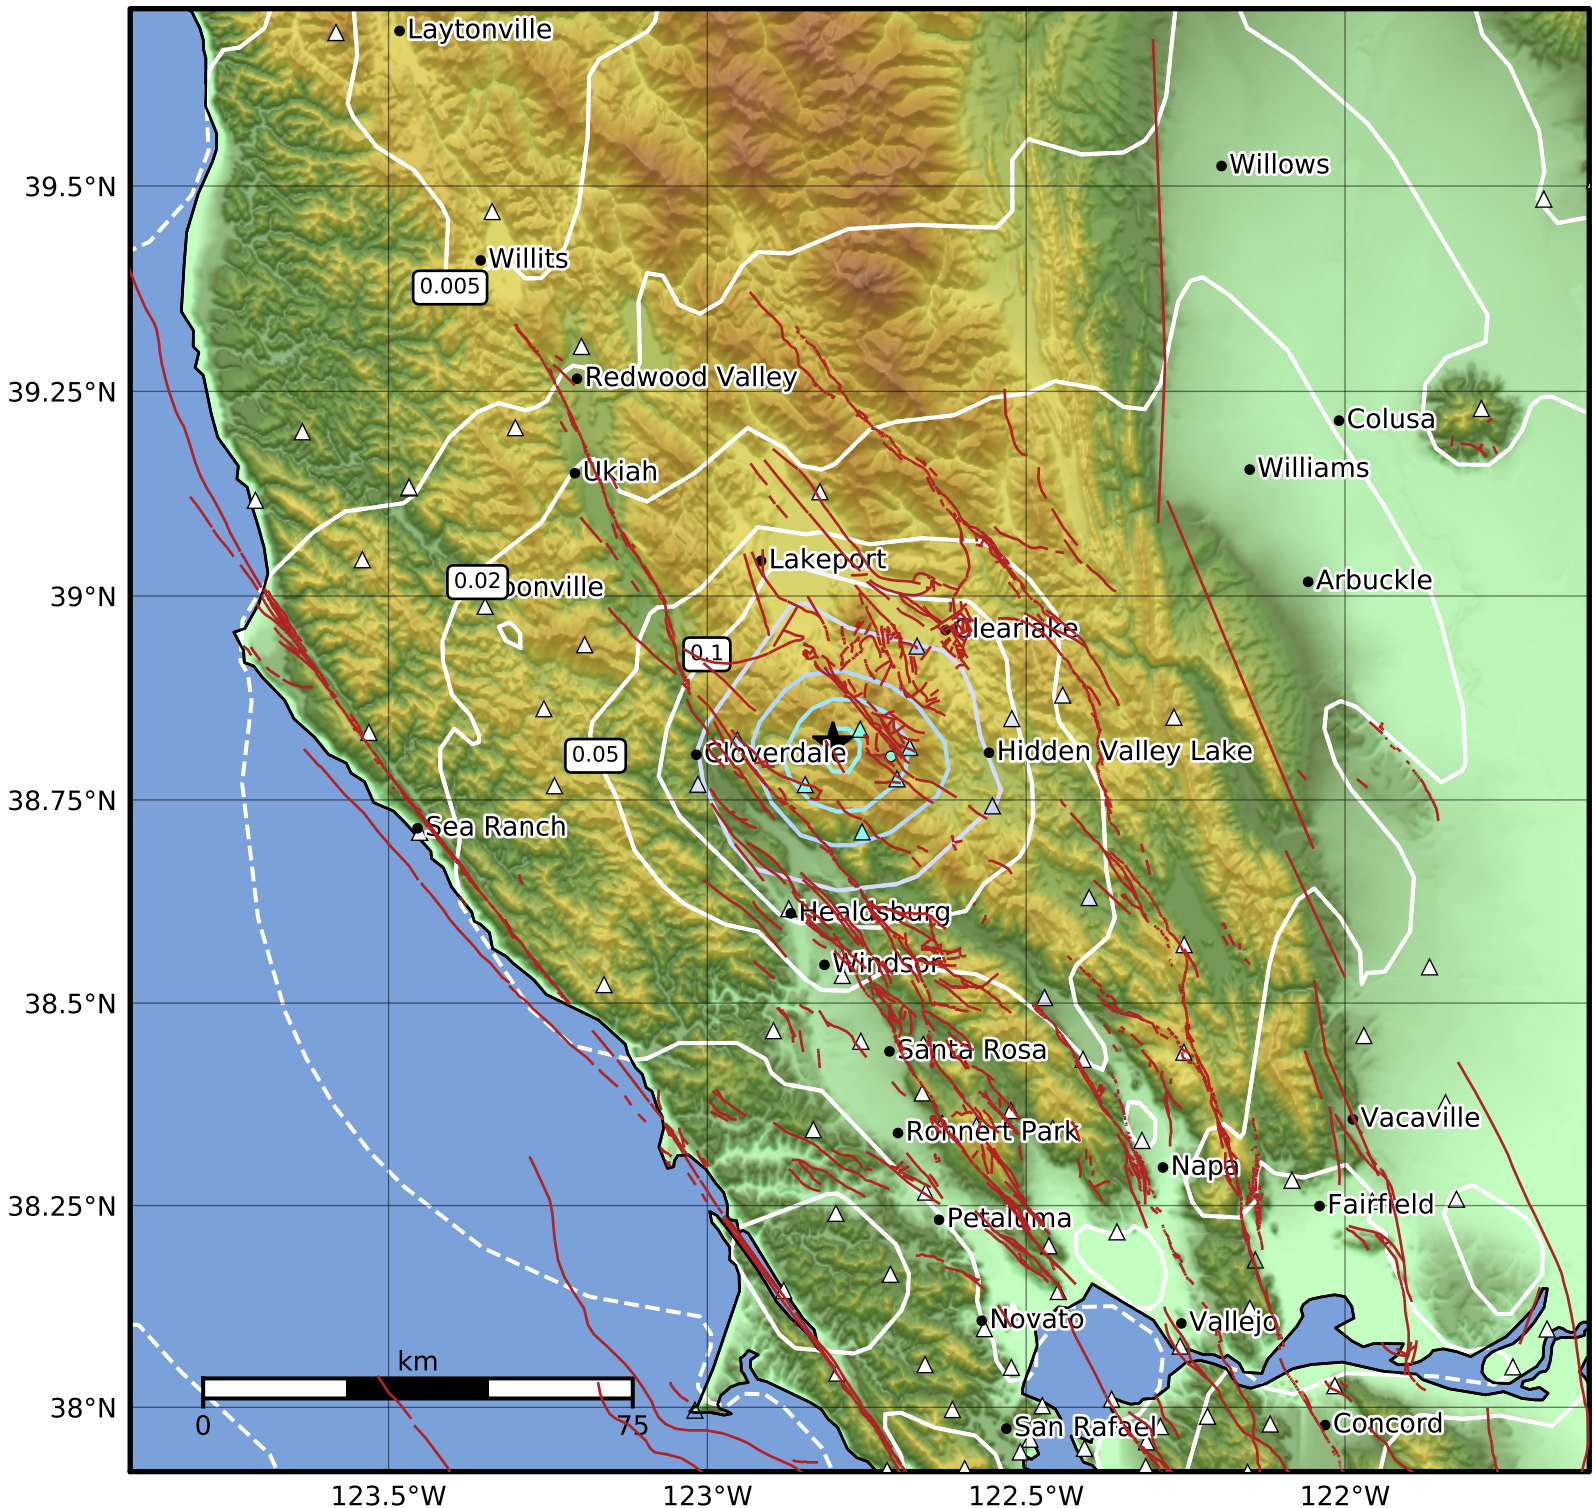 Laytonville
Willows
39.5°N
Willits
0.005
Redwood Valley
39.25°N
Colusa
Ukiah
Williams
Lakeport
0.02
oonville
Arbuckle
39°N
Clearlake
0.1
Cloverdale
Hidden Valley Lake
0.05
38.75°N
Sea Ranch
Healdsburg
Windsor
38.5°N
Santa Rosa
Vacaville
Rohnert Park
Napa
38.25°N
Fairfield
Petaluma
Novato
Vallejo
km
0
75
38°N
San Rafael
Concord
123.5°W
123°W
122.5°W
122°W